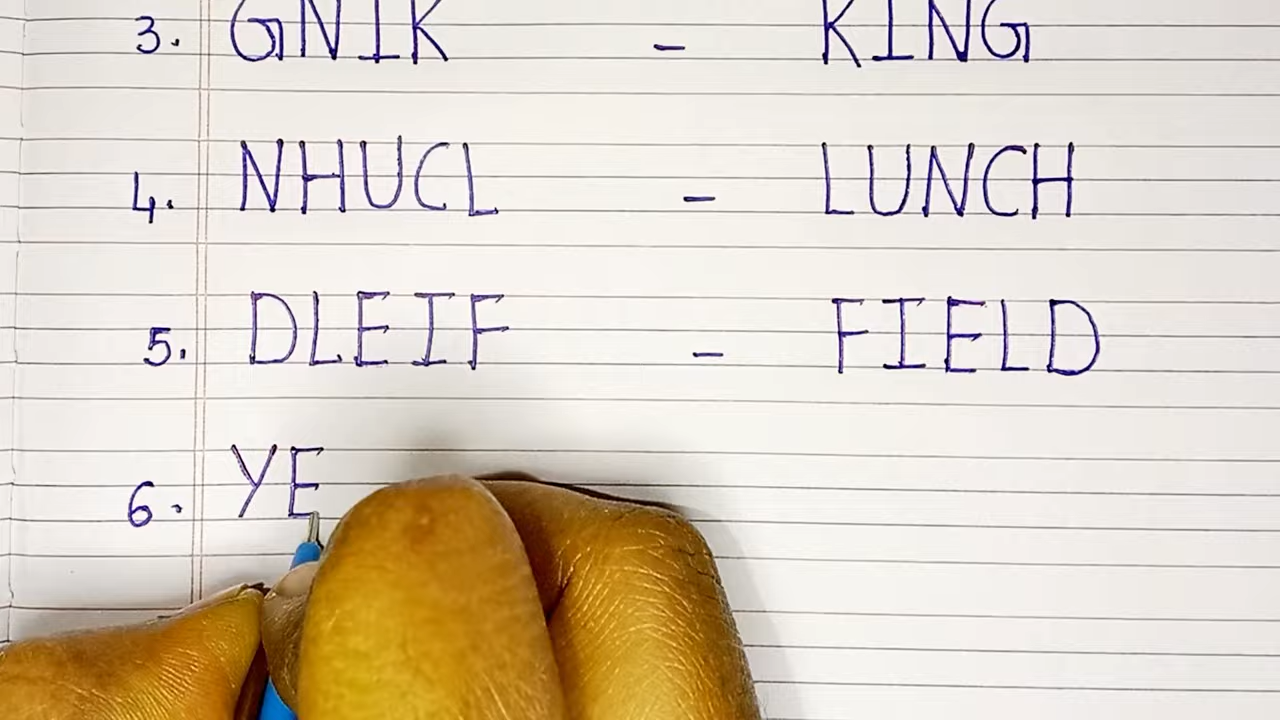 3. GNIK - KING
4. NHUCL - LUNCH
5. DLEIF - FIELD
6. YE